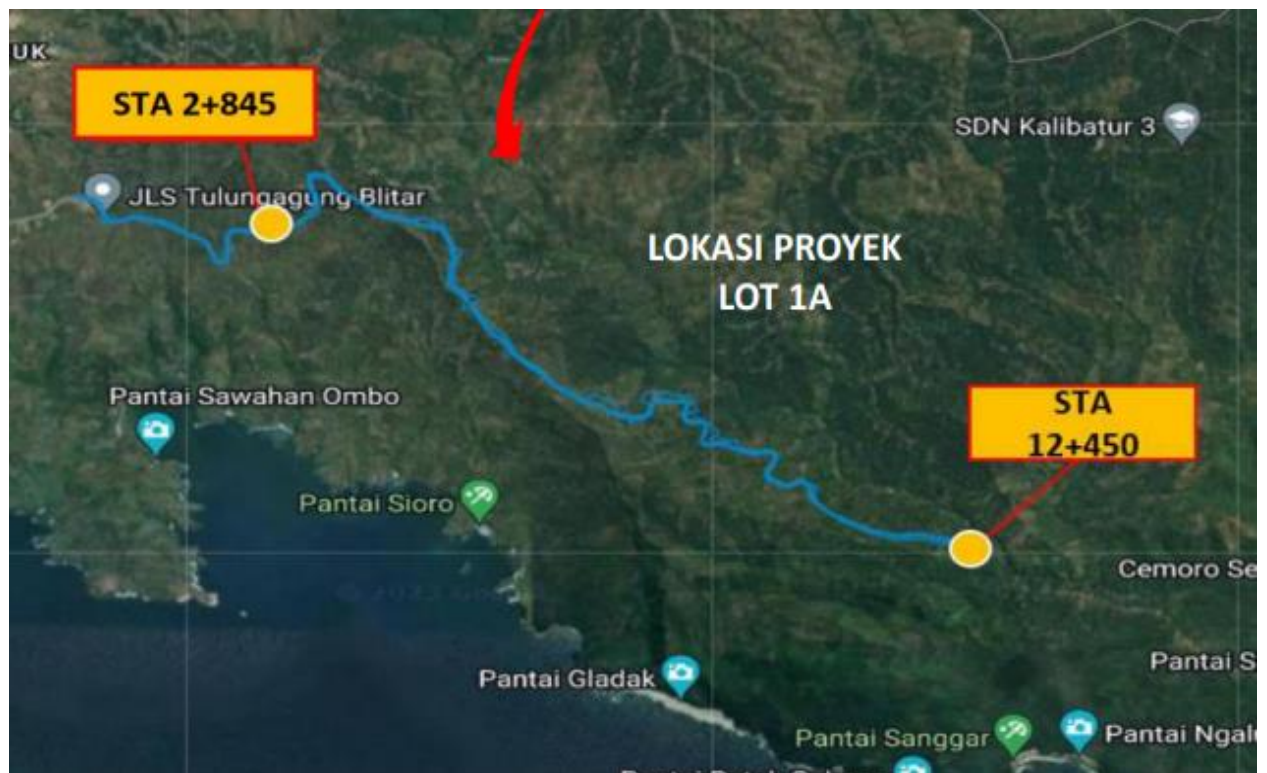 UK
STA 2+845
SDN Kalibatur 3
JLS Tulungagung Blitar
LOKASI PROYEK
LOT 1A
Pantai Sawahan Ombo
STA
12+450
Pantai Sioro
Cemoro Se
Pantai S
Pantai Gladak
Pantai Sanggar
Pantai Ngalu